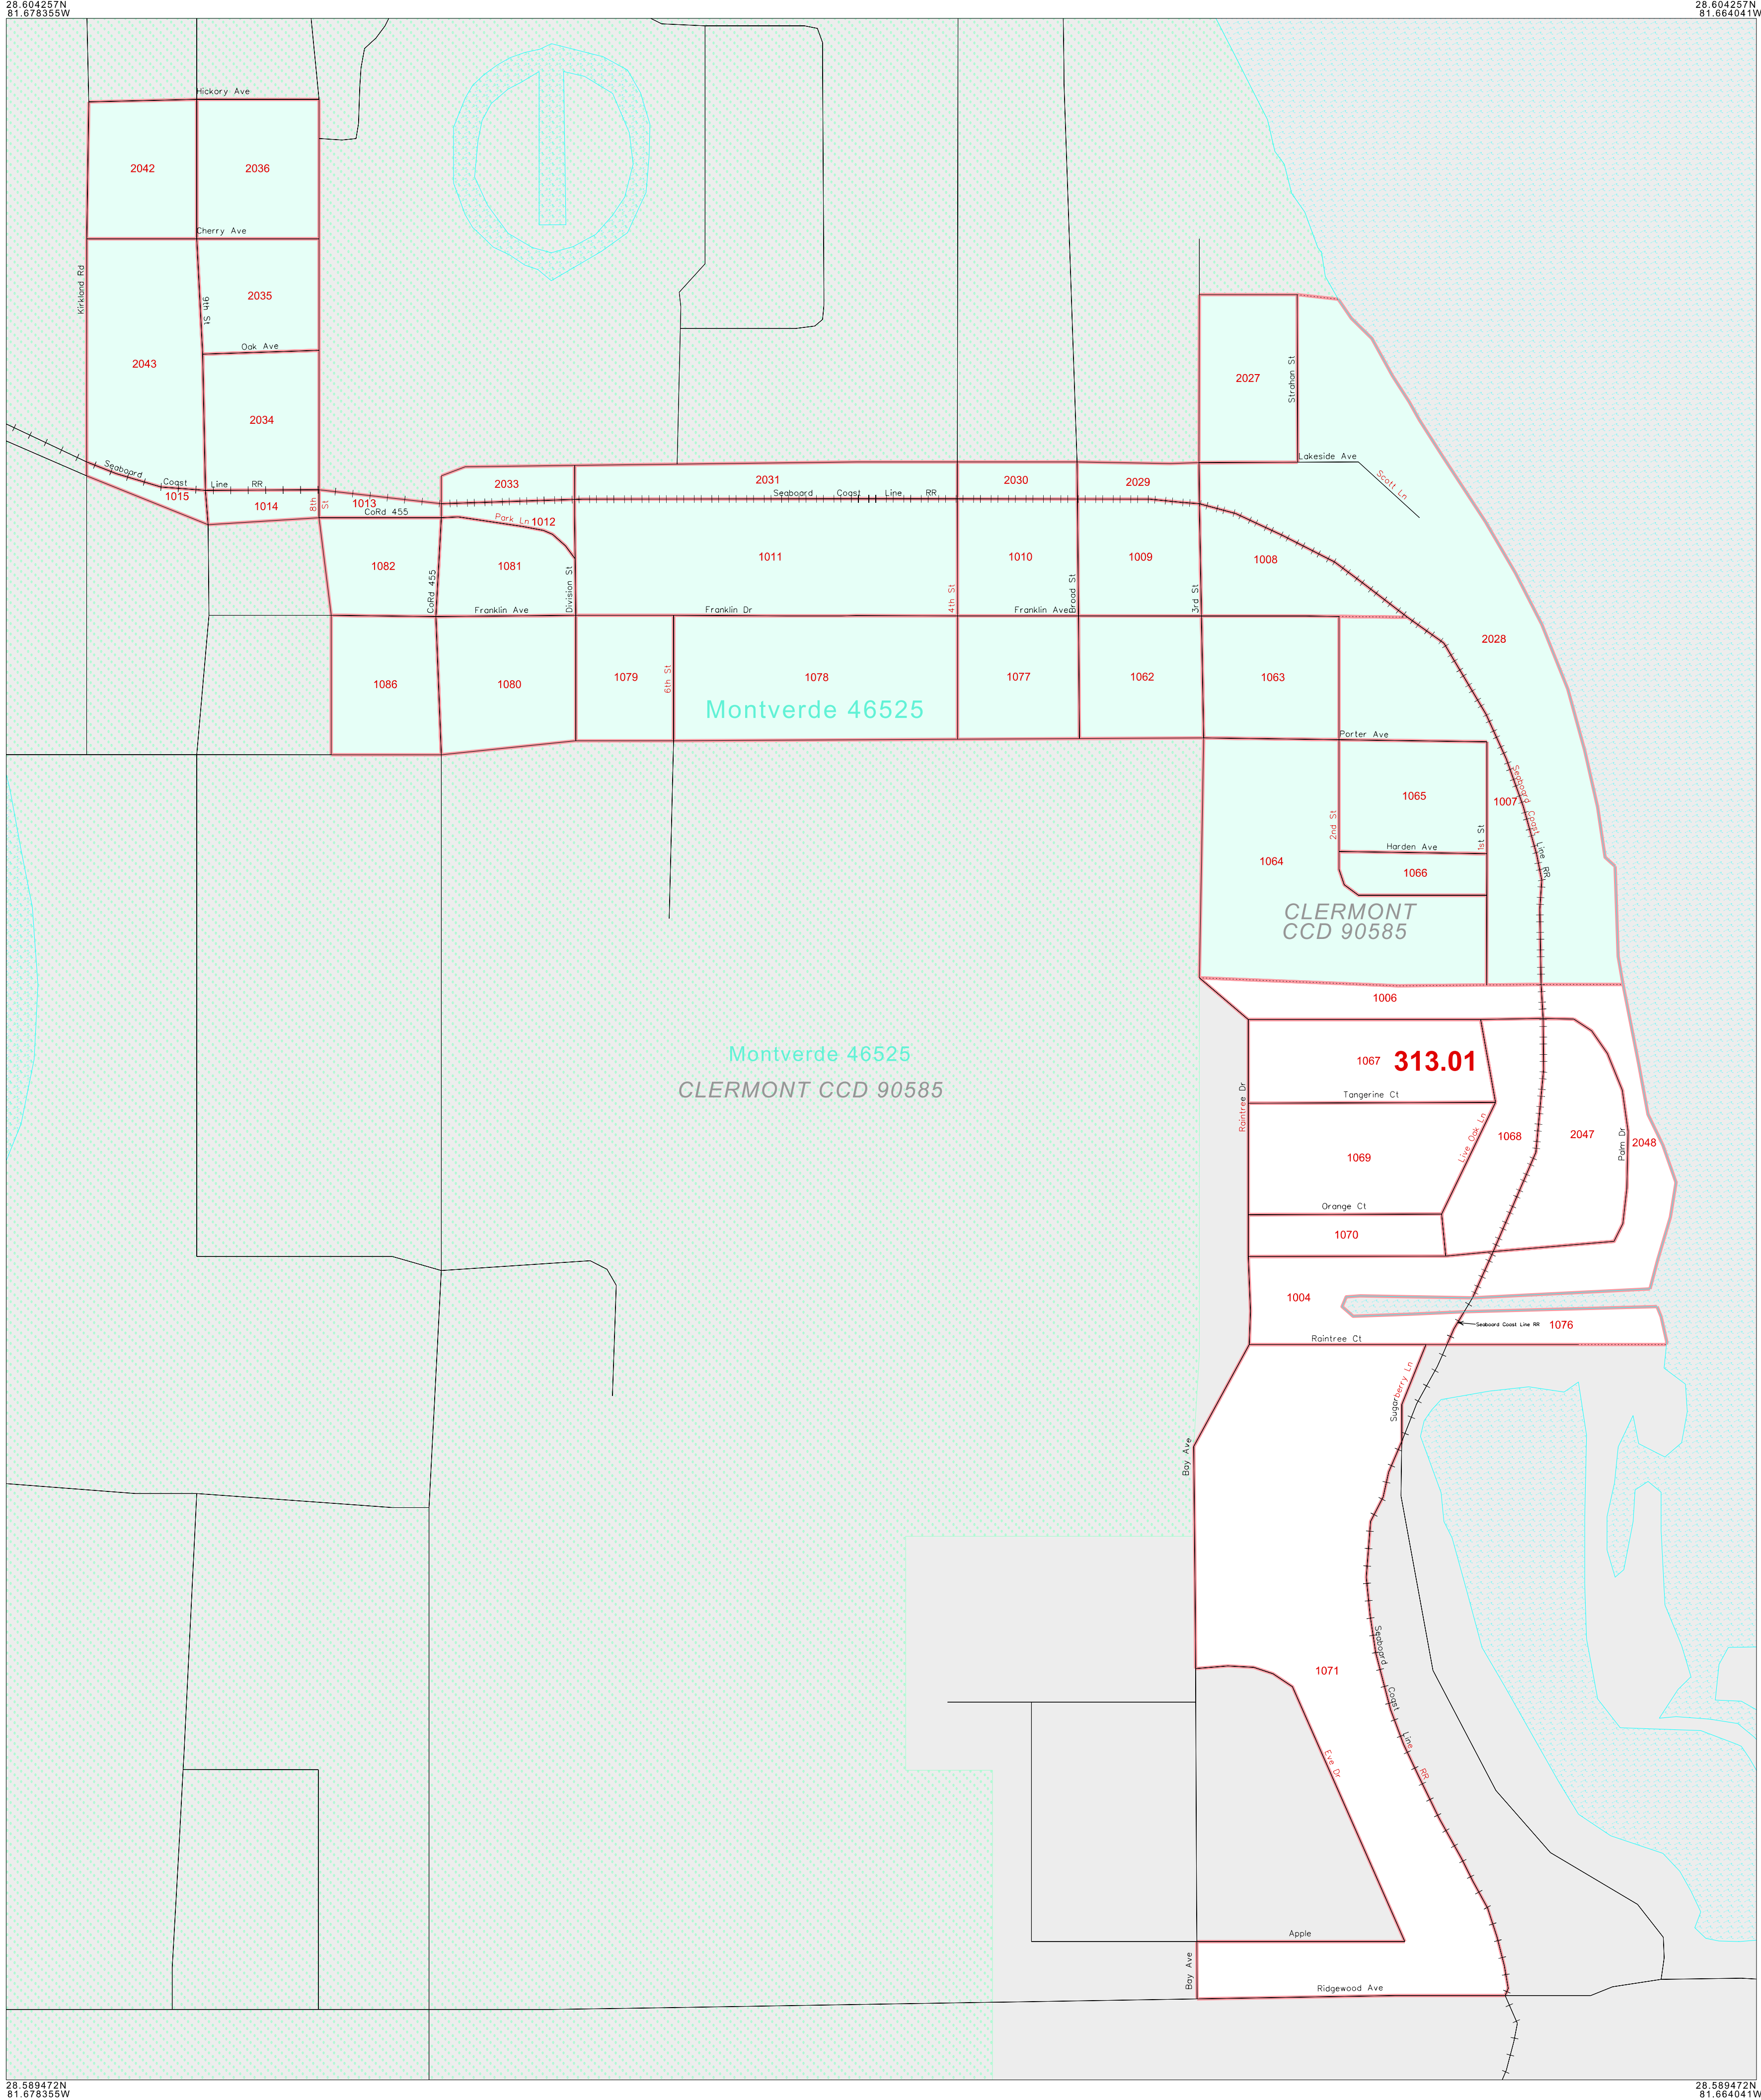 28.604257N
81.678355W
28.604257N
81.664041W
Hickory Ave
2042
2036
Cherry Ave
Kirkland Rd
9th St
2035
Oak Ave
2043
2034
2027
Strahan St
Lakeside Ave
Scott Ln
Seaboard Coast Line RR
1015
1014
8th St
1013
CoRd 455
2033
2031
2030
2029
Seaboard Coast Line RR
Park Ln
1012
1082
CoRd 455
1081
Division St
1011
4th St
1010
Broad St
1009
3rd St
1008
Franklin Ave
Franklin Dr
Franklin Ave
2028
1086
1080
1079
6th St
1078
1077
1062
1063
Montverde 46525
Porter Ave
1065
1007
Seaboard Coast Line RR
2nd St
1st St
Harden Ave
1064
1066
CLERMONT
CCD 90585
1006
Montverde 46525
CLERMONT CCD 90585
1067
313.01
Raintree Dr
Tangerine Ct
Live Oak Ln
1068
2047
Palm Dr
2048
1069
Orange Ct
1070
1004
Seaboard Coast Line RR
1076
Raintree Ct
Sugarberry Ln
Bay Ave
1071
Seaboard Coast Line RR
Eve Dr
Apple
Bay Ave
Ridgewood Ave
28.589472N
81.678355W
28.589472N
81.664041W